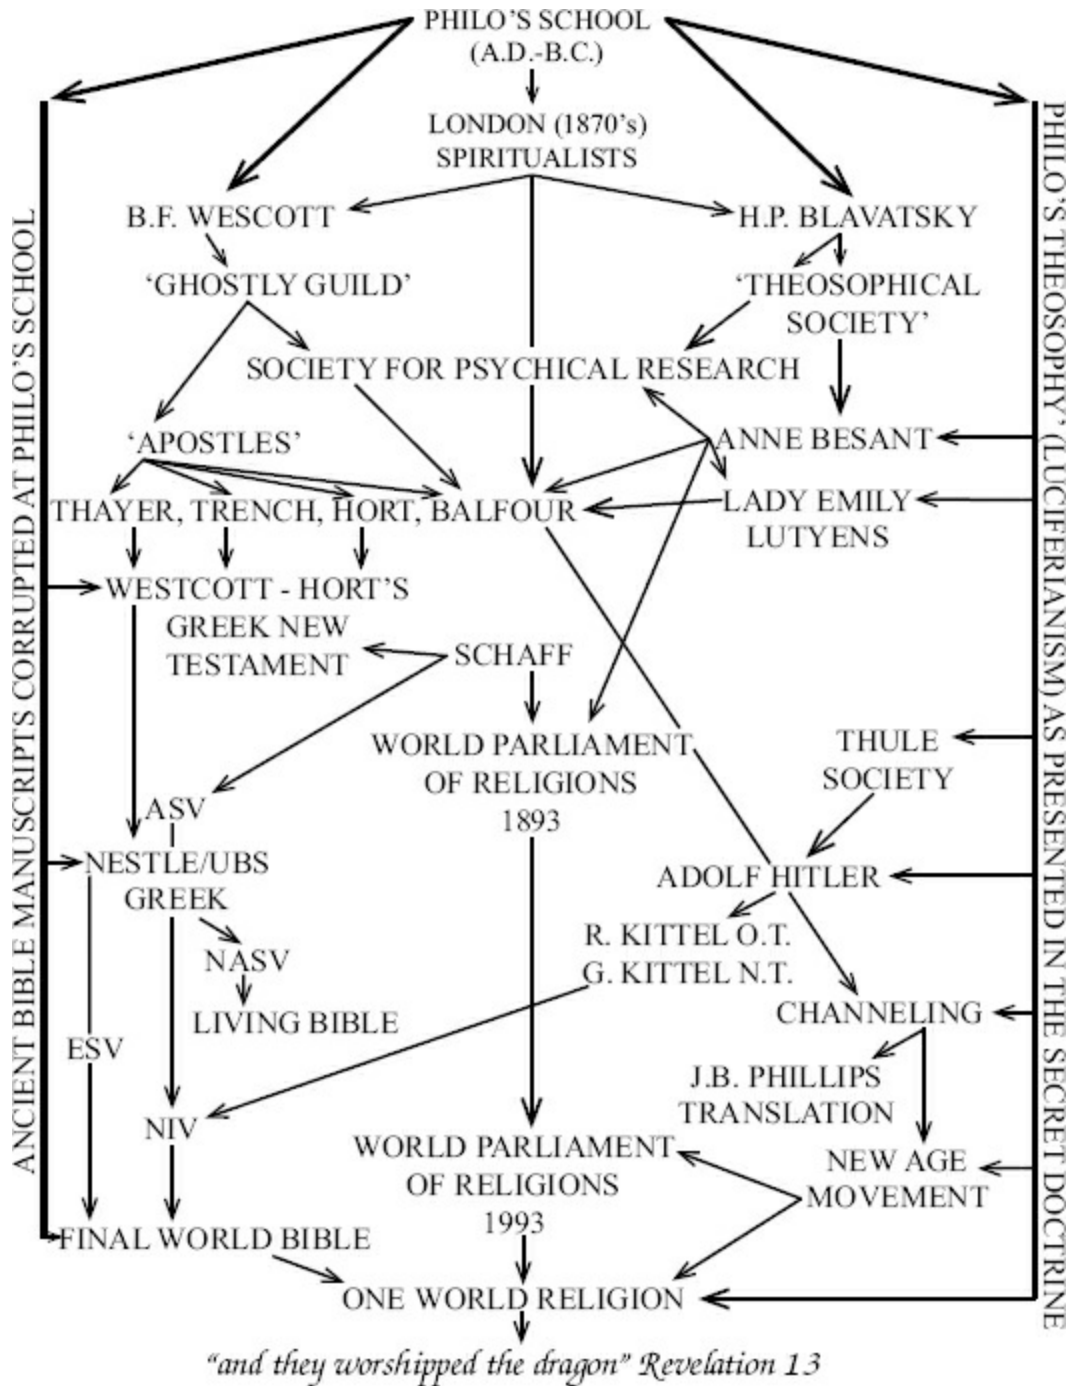 PHILO'S SCHOOL
(A.D.-B.C.)
LONDON (1870's)
SPIRITUALISTS
B.F. WESCOTT
H.P. BLAVATSKY
'GHOSTLY GUILD'
'THEOSOPHICAL
SOCIETY'
SOCIETY FOR PSYCHICAL RESEARCH
'APOSTLES'
ANNE BESANT
THAYER, TRENCH, HORT, BALFOUR
LADY EMILY
LUTYENS
WESTCOTT - HORT'S
GREEK NEW
TESTAMENT
SCHAFF
WORLD PARLIAMENT
OF RELIGIONS
1893
THULE
SOCIETY
ASV
NESTLE/UBS
GREEK
ADOLF HITLER
NASV
R. KITTEL O.T.
G. KITTEL N.T.
LIVING BIBLE
CHANNELING
ESV
J.B. PHILLIPS
TRANSLATION
NIV
WORLD PARLIAMENT
OF RELIGIONS
1993
NEW AGE
MOVEMENT
FINAL WORLD BIBLE
ONE WORLD RELIGION
"and they worshipped the dragon" Revelation 13
ANCIENT BIBLE MANUSCRIPTS CORRUPTED AT PHILO'S SCHOOL
PHILO'S THEOSOPHY' (LUCIFERIANISM) AS PRESENTED IN THE SECRET DOCTRINE